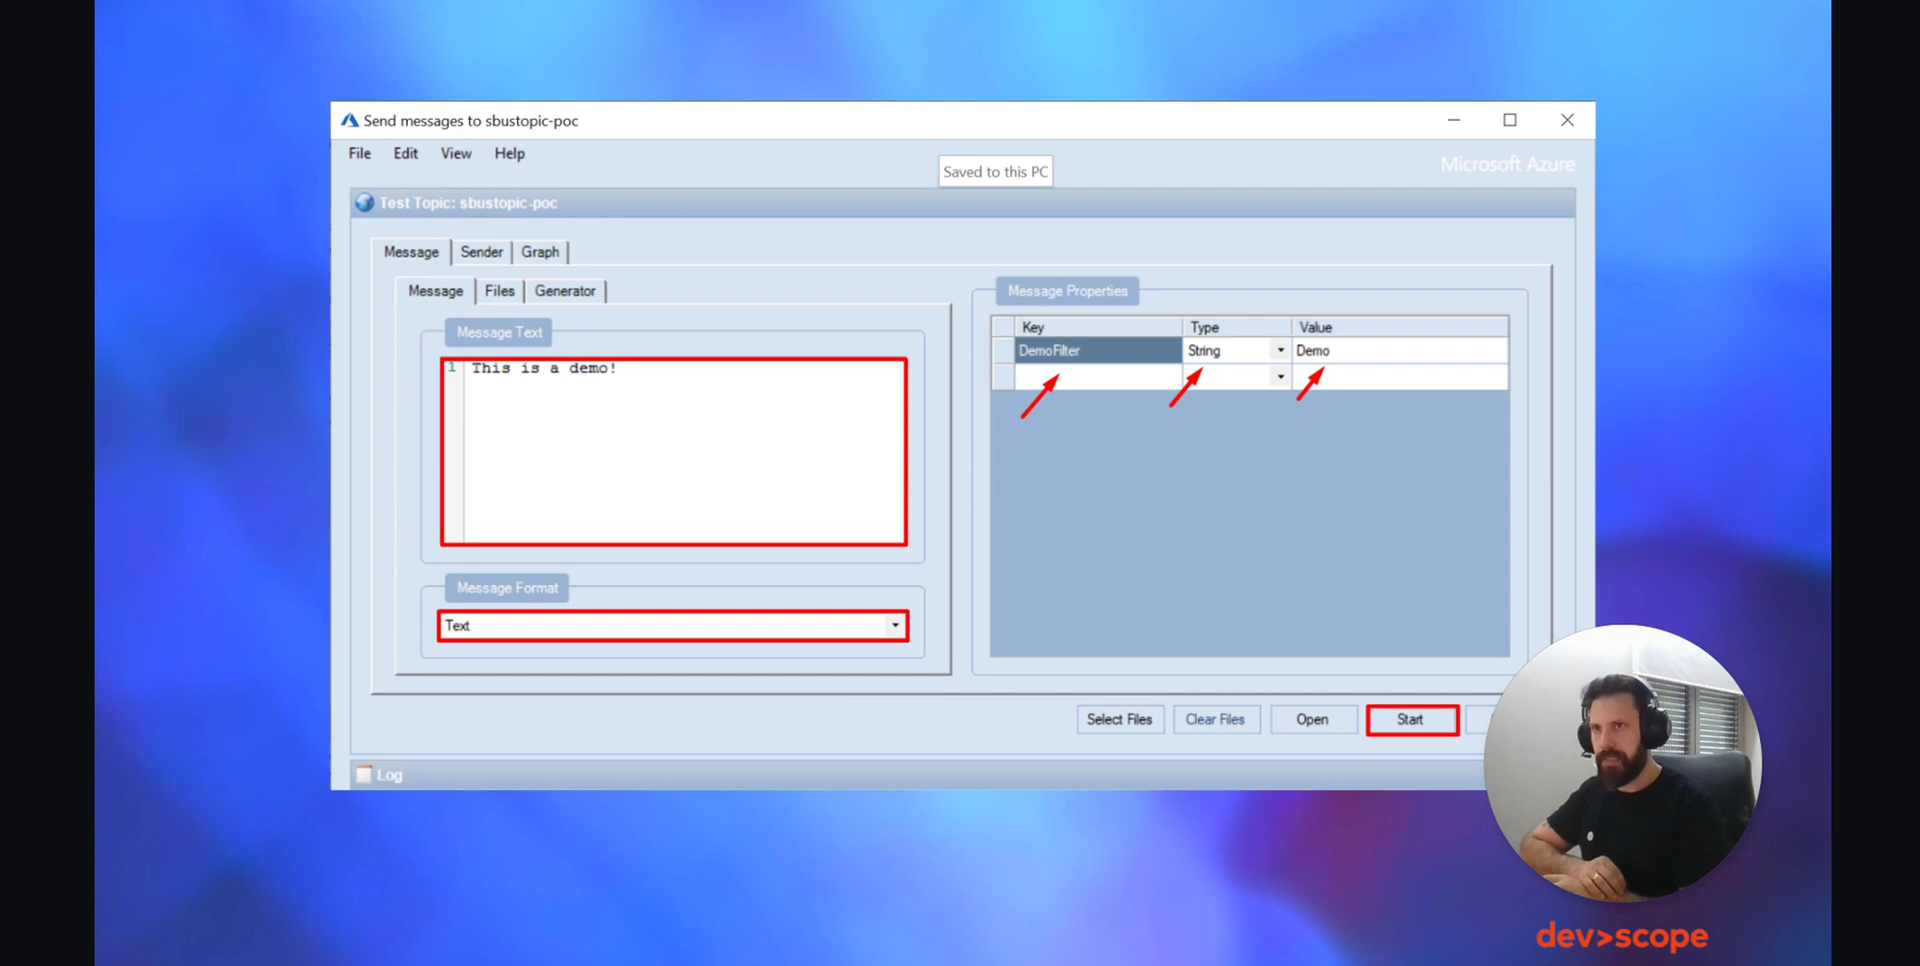 Send messages to sbustopic-poc
File Edit View Help
Saved to this PC
Microsoft Azure
Test Topic: sbustopic-poc
Message Sender Graph
Message Files Generator
Message Properties
Message Text
Key Type Value
DemoFilter String Demo
1 This is a demo!
Message Format
Text
Select Files Clear Files Open Start
Log
dev>scope